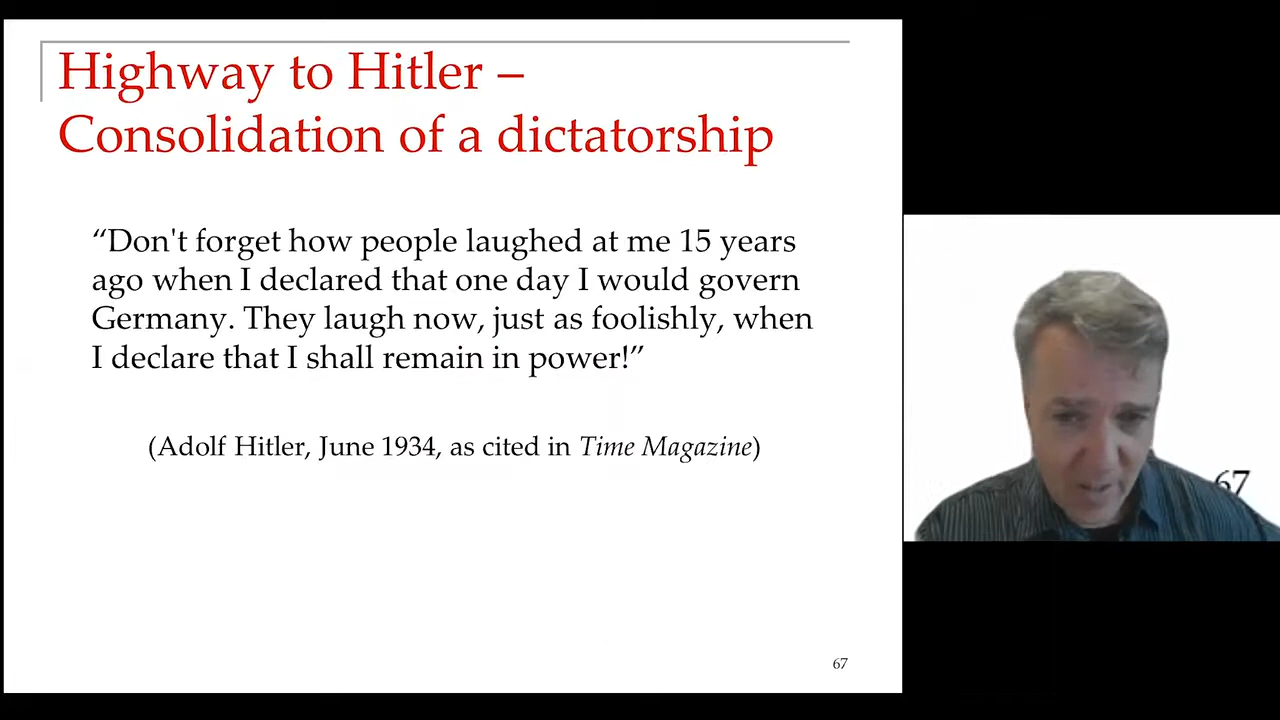 Highway to Hitler –
Consolidation of a dictatorship
“Don't forget how people laughed at me 15 years
ago when I declared that one day I would govern
Germany. They laugh now, just as foolishly, when
I declare that I shall remain in power!”
(Adolf Hitler, June 1934, as cited in Time Magazine)
67
67